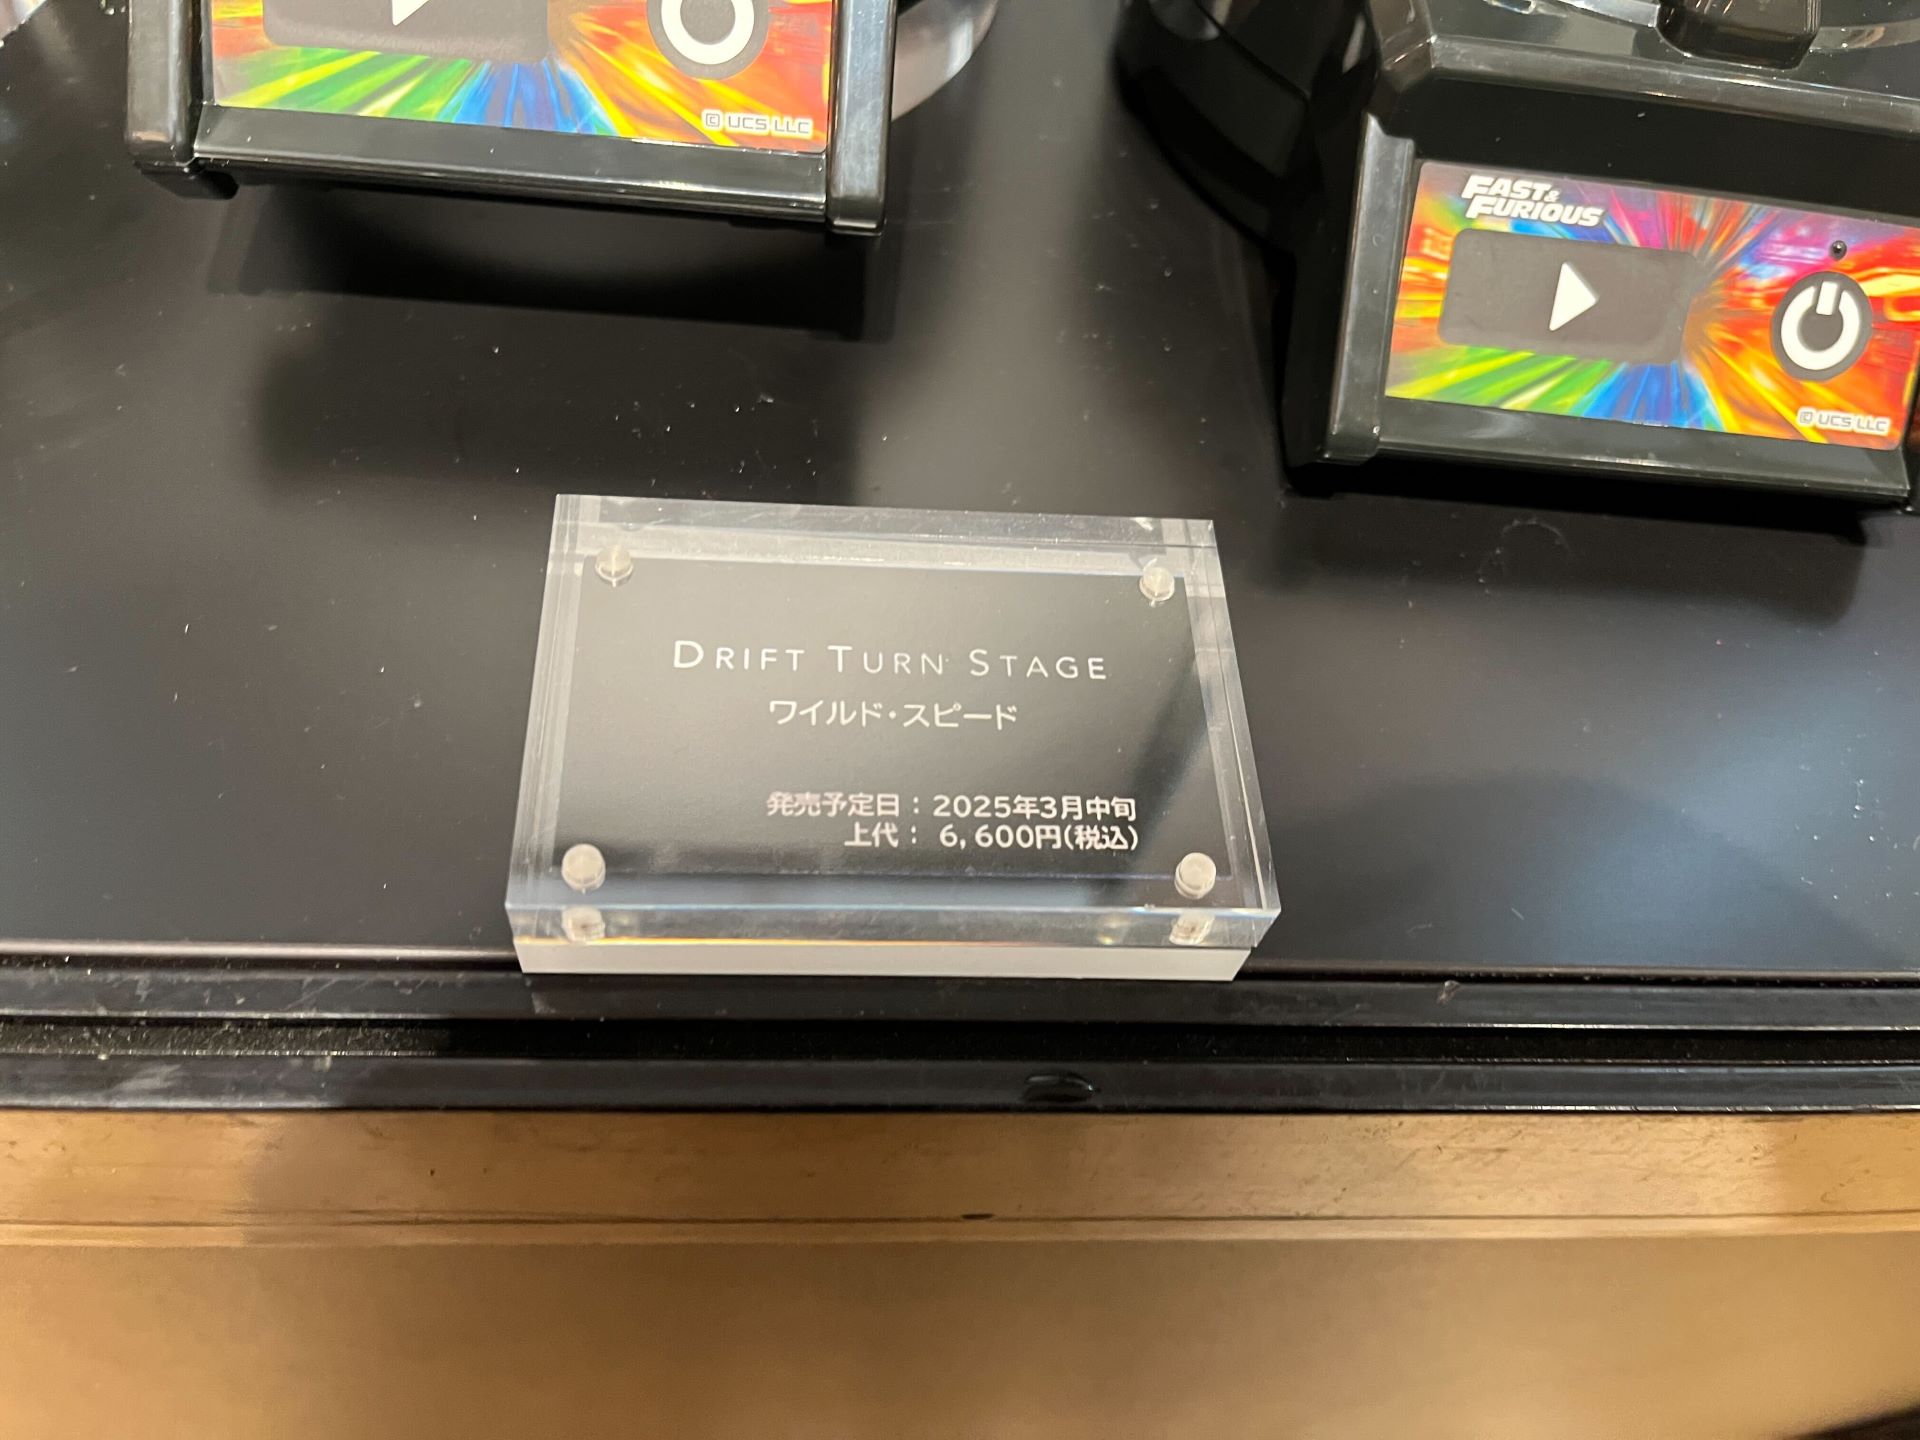 © UCS LLC
FAST &
FURIOUS
© UCS LLC
DRIFT TURN STAGE
ワイルド・スピード
発売予定日：2025年3月中旬
上代：6,600円(税込)